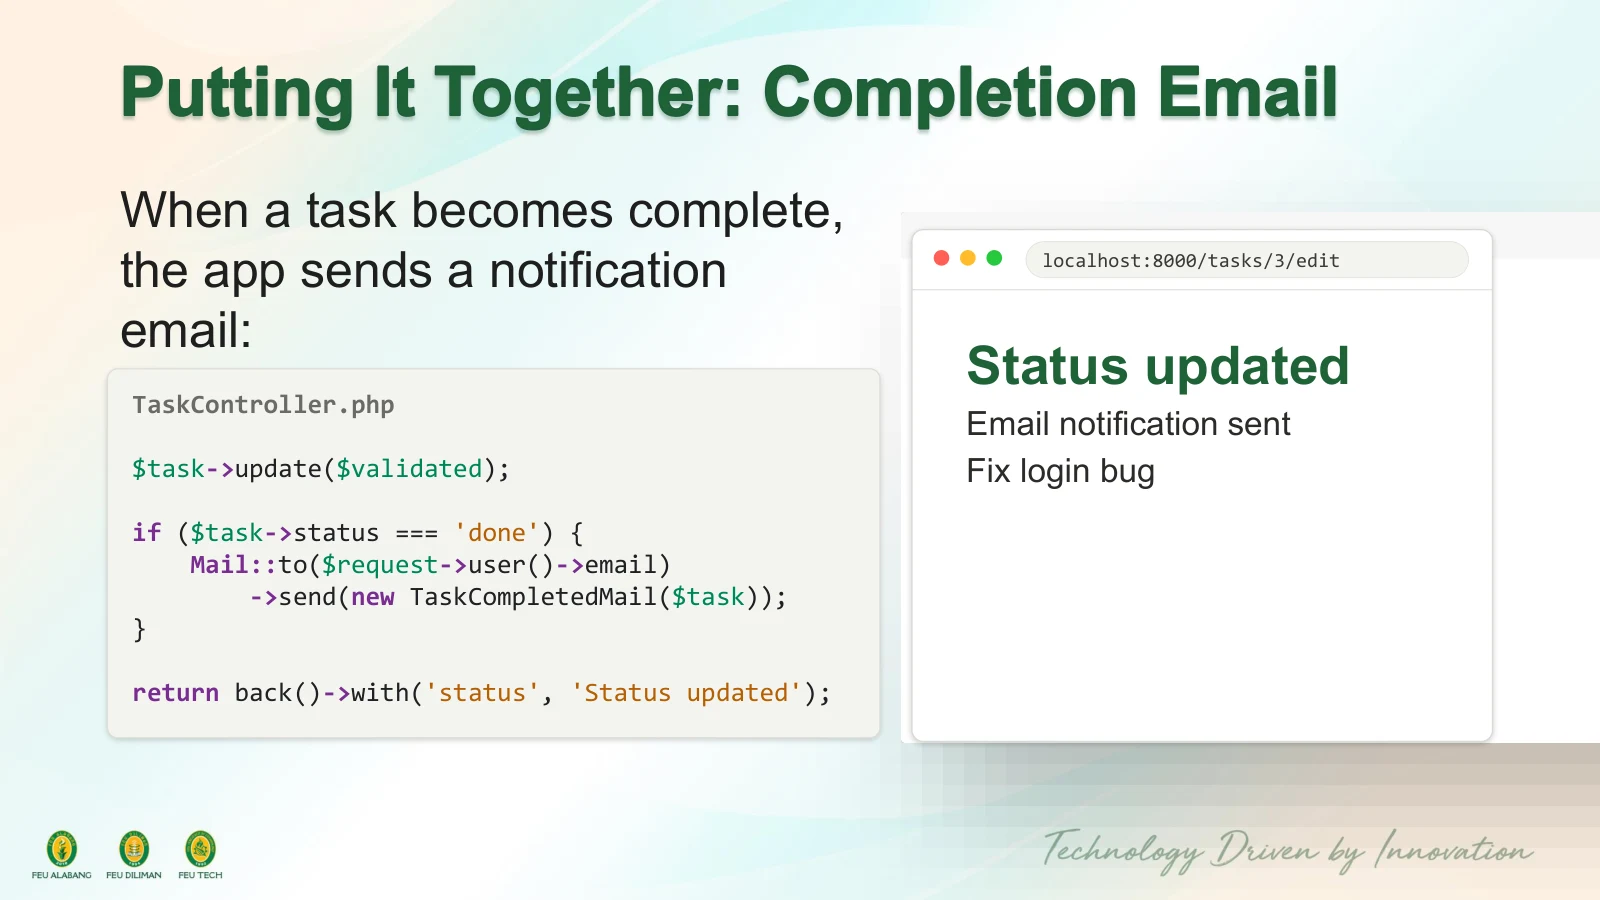 Putting It Together: Completion Email
When a task becomes complete,
the app sends a notification
email:
TaskController.php
$task->update($validated);
if ($task->status === 'done') {
    Mail::to($request->user()->email)
        ->send(new TaskCompletedMail($task));
}
return back()->with('status', 'Status updated');
localhost:8000/tasks/3/edit
Status updated
Email notification sent
Fix login bug
FEU ALABANG
FEU DILIMAN
FEU TECH
Technology Driven by Innovation